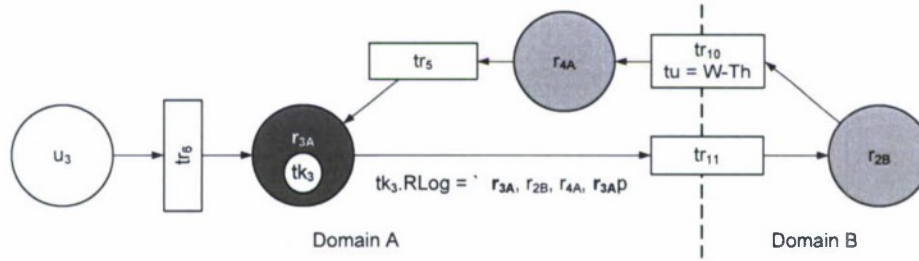 tr10
tu = W-Th
tr5
r4A
r3A
u3
tr6
tk3
tr11
r2B
tk3.RLog = ` r3A, r2B, r4A, r3Ap
Domain A
Domain B